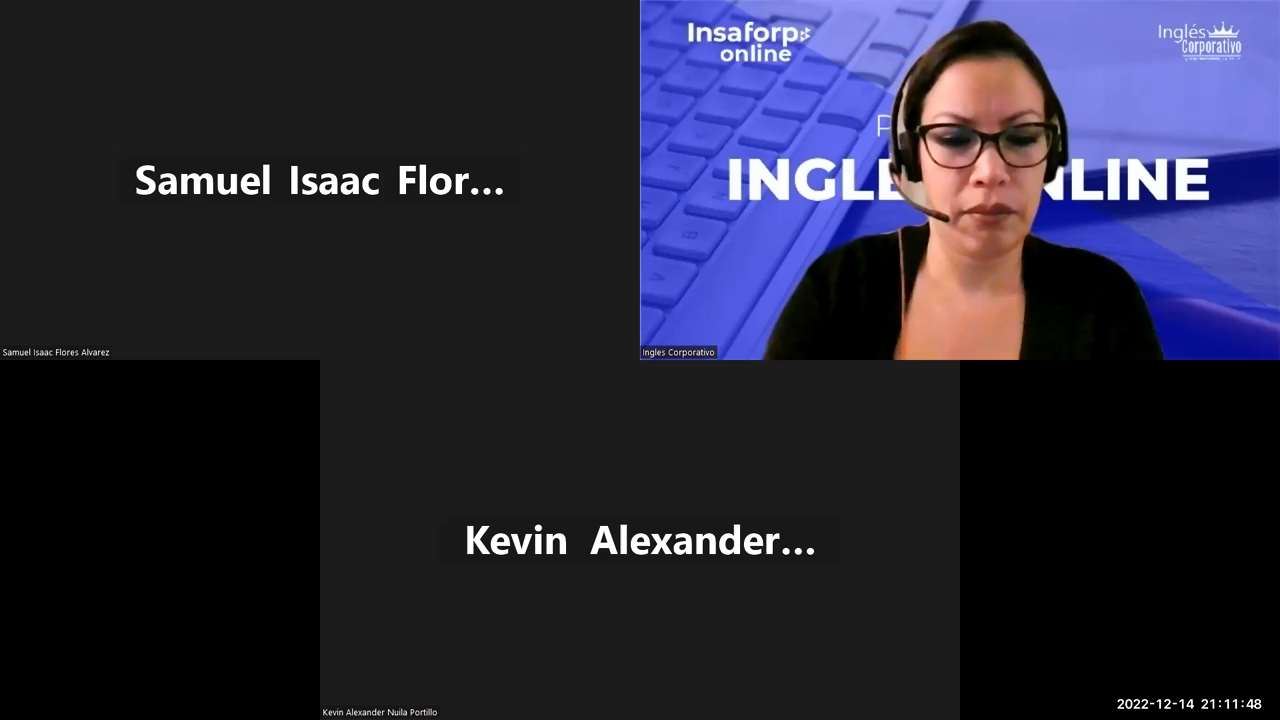 Samuel Isaac Flor...
Samuel Isaac Flores Alvarez
Insaforp
online
Inglés
Corporativo
P
INGLE NLINE
Ingles Corporativo
Kevin Alexander...
Kevin Alexander Nuila Portillo
2022-12-14 21:11:48